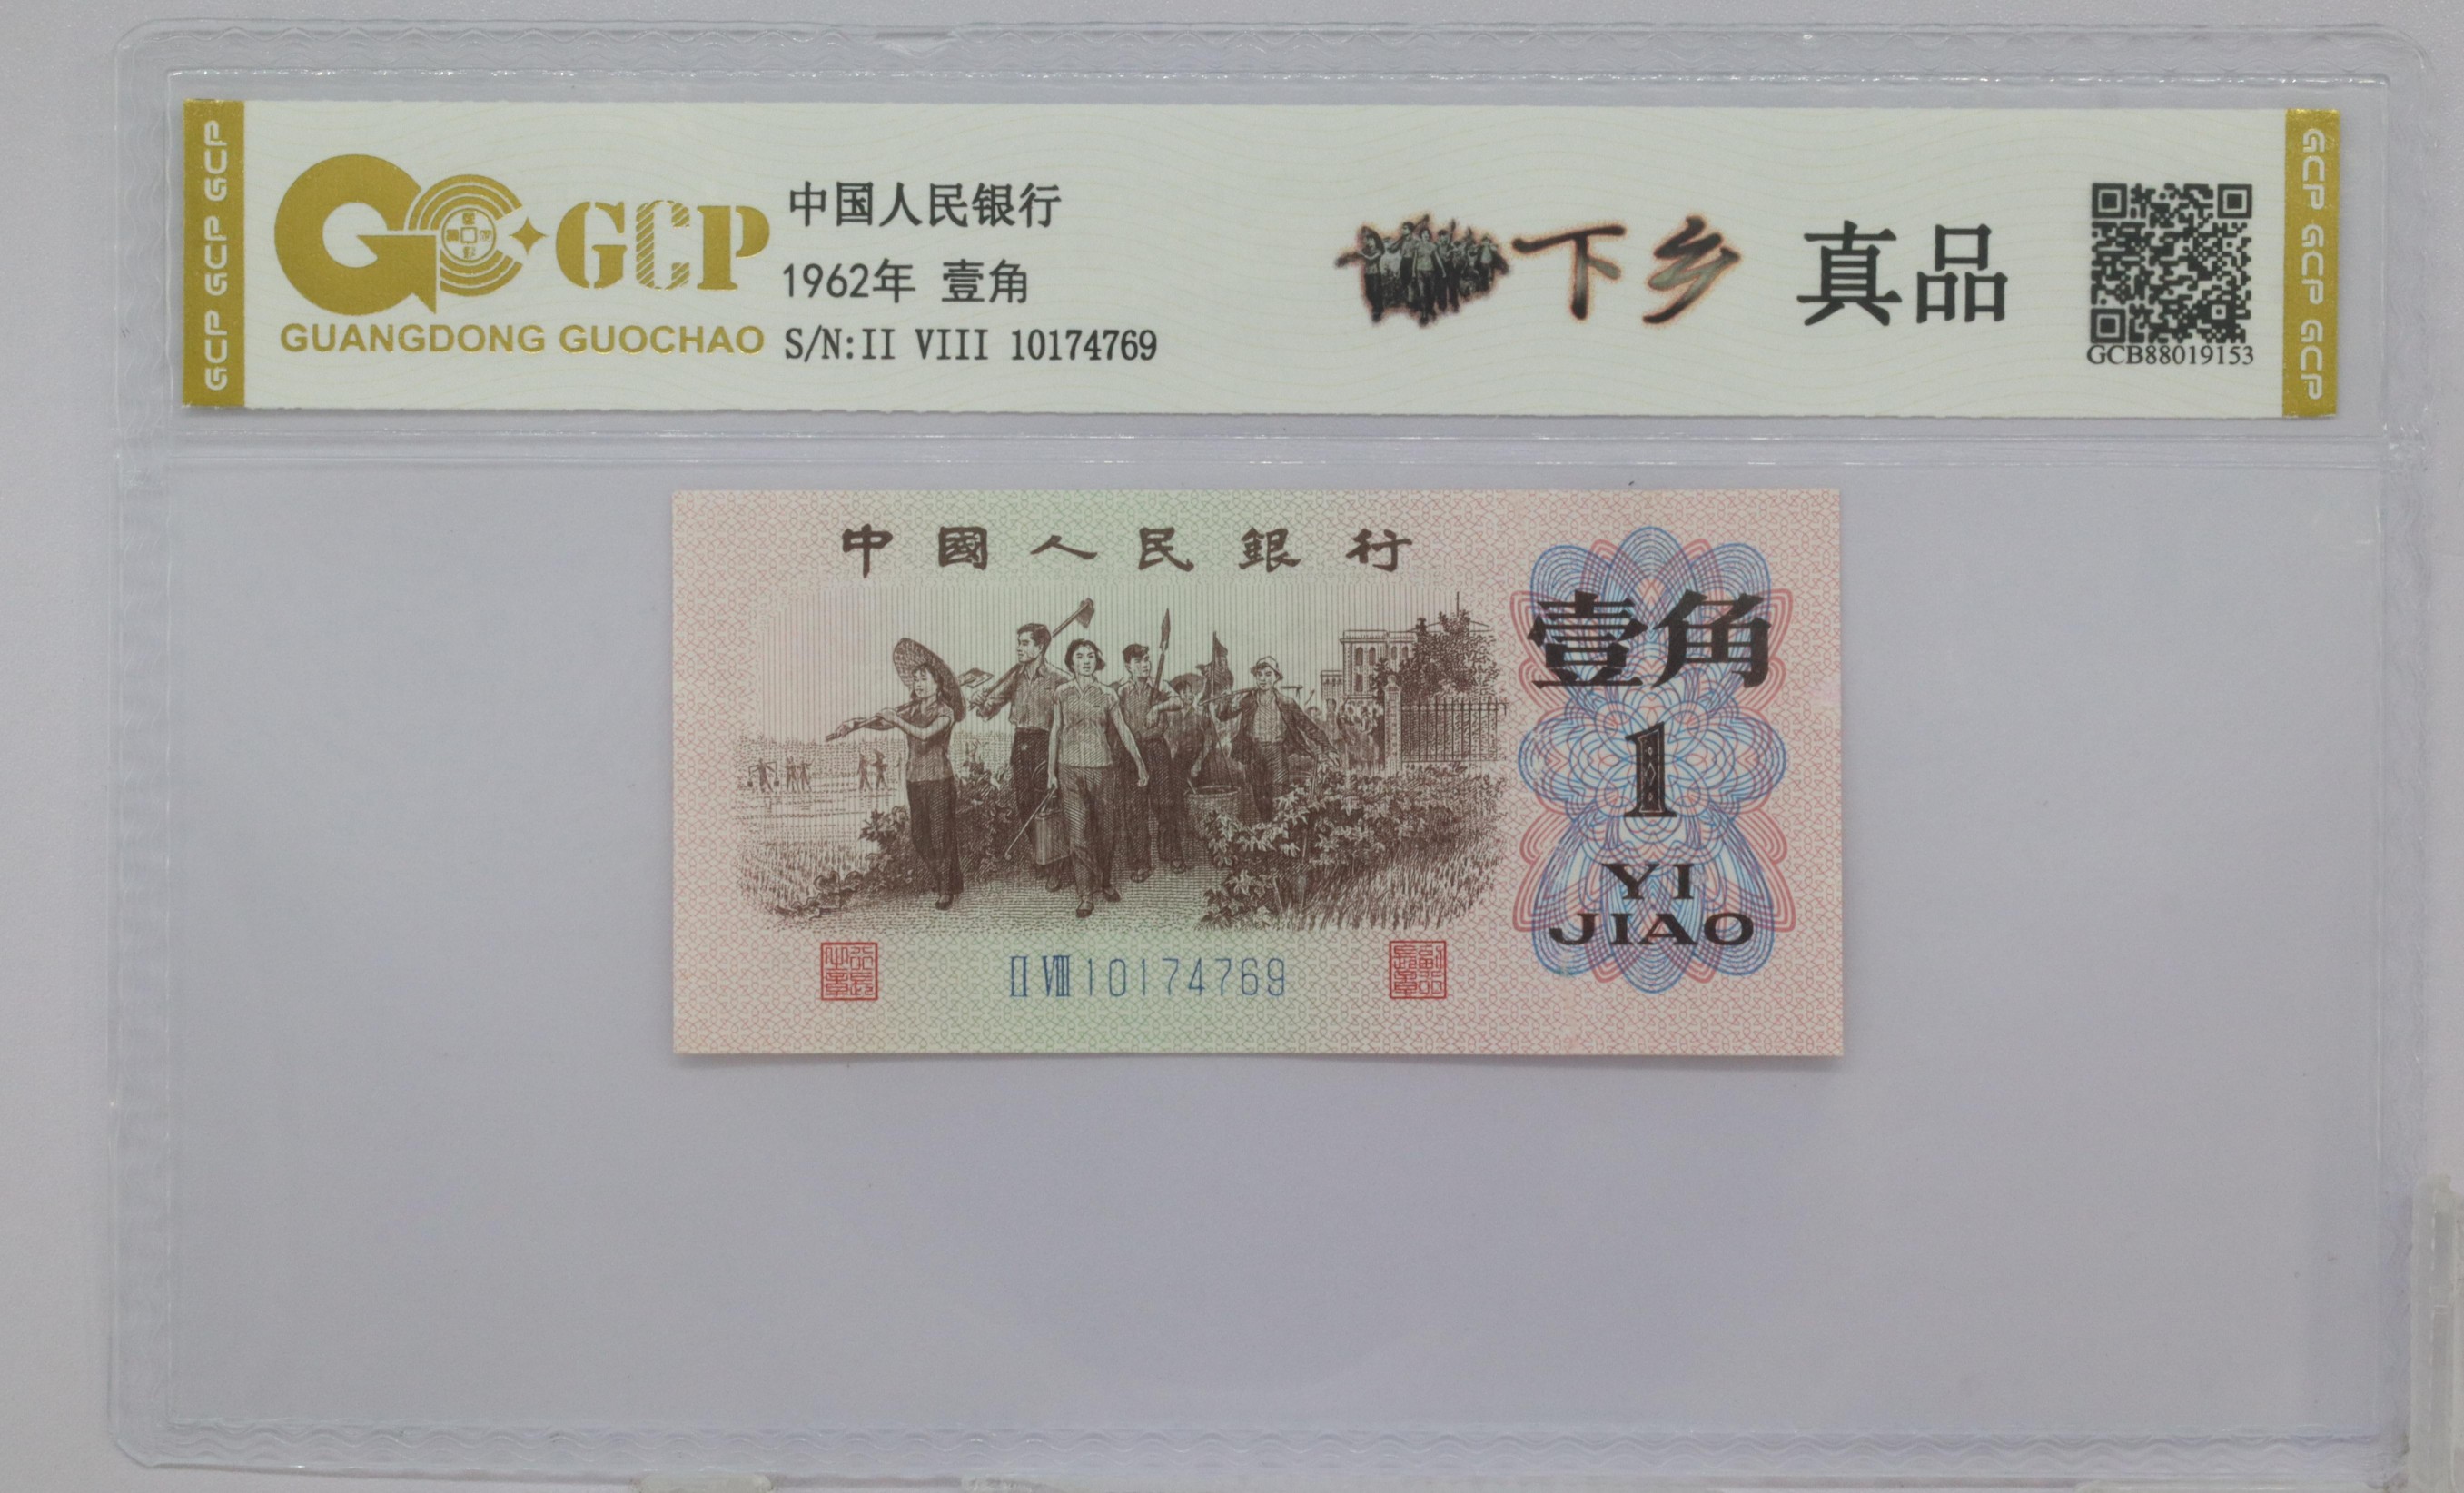 GCP GCP GCP
GCP
GUANGDONG GUOCHAO
中国人民银行
1962年 壹角
S/N:II VIII 10174769
下乡 真品
GCB88019153
GCP GCP GCP
中國人民銀行
壹角
1
YI
JIAO
II VIII 10174769